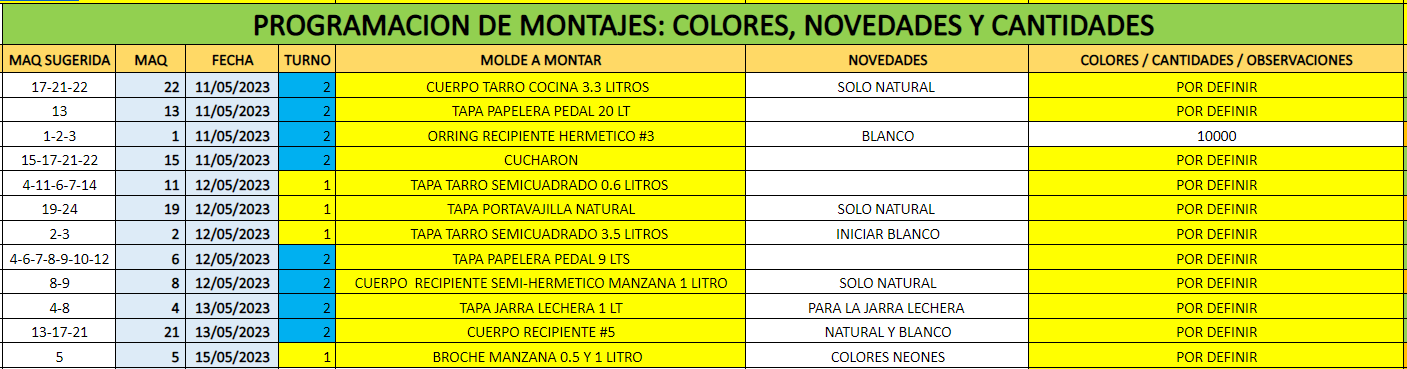 PROGRAMACION DE MONTAJES: COLORES, NOVEDADES Y CANTIDADES
MAQ SUGERIDA MAQ FECHA TURNO MOLDE A MONTAR NOVEDADES COLORES / CANTIDADES / OBSERVACIONES
17-21-22 22 11/05/2023 2 CUERPO TARRO COCINA 3.3 LITROS SOLO NATURAL POR DEFINIR
13 13 11/05/2023 2 TAPA PAPELERA PEDAL 20 LT POR DEFINIR
1-2-3 1 11/05/2023 2 ORRING RECIPIENTE HERMETICO #3 BLANCO 10000
15-17-21-22 15 11/05/2023 2 CUCHARON POR DEFINIR
4-11-6-7-14 11 12/05/2023 1 TAPA TARRO SEMICUADRADO 0.6 LITROS POR DEFINIR
19-24 19 12/05/2023 1 TAPA PORTAVAJILLA NATURAL SOLO NATURAL POR DEFINIR
2-3 2 12/05/2023 1 TAPA TARRO SEMICUADRADO 3.5 LITROS INICIAR BLANCO POR DEFINIR
4-6-7-8-9-10-12 6 12/05/2023 2 TAPA PAPELERA PEDAL 9 LTS POR DEFINIR
8-9 8 12/05/2023 2 CUERPO RECIPIENTE SEMI-HERMETICO MANZANA 1 LITRO SOLO NATURAL POR DEFINIR
4-8 4 13/05/2023 2 TAPA JARRA LECHERA 1 LT PARA LA JARRA LECHERA POR DEFINIR
13-17-21 21 13/05/2023 2 CUERPO RECIPIENTE #5 NATURAL Y BLANCO POR DEFINIR
5 5 15/05/2023 1 BROCHE MANZANA 0.5 Y 1 LITRO COLORES NEONES POR DEFINIR